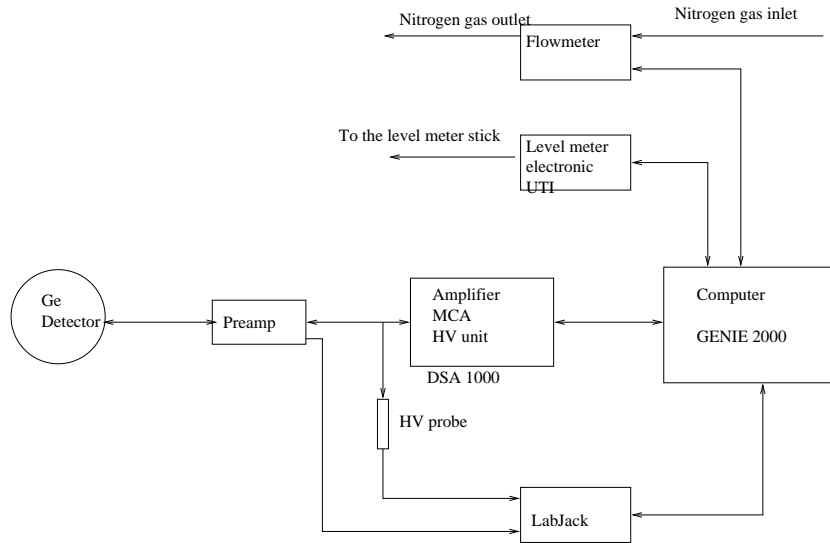 Nitrogen gas outlet
Nitrogen gas inlet
Flowmeter
To the level meter stick
Level meter
electronic
UTI
Ge
Detector
Preamp
Amplifier
MCA
HV unit
DSA 1000
Computer
GENIE 2000
HV probe
LabJack